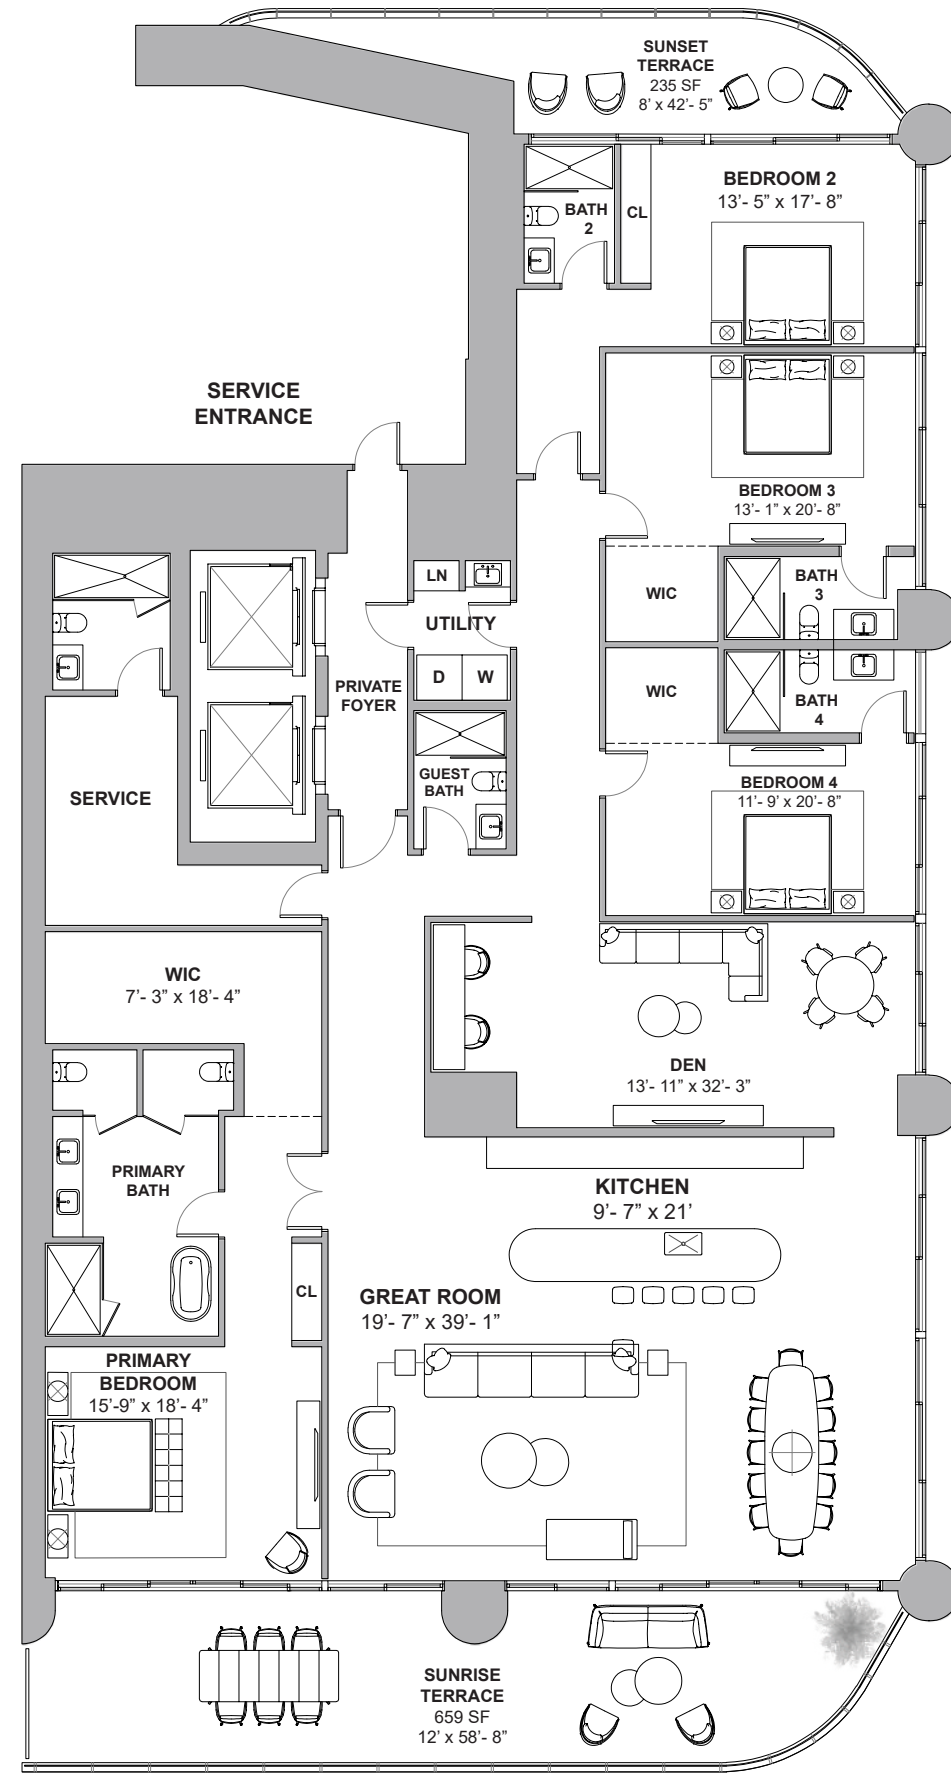 SUNSET
TERRACE
235 SF
8’ x 42’- 5”
BEDROOM 2
13’- 5” x 17’- 8”
BATH
2
CL
SERVICE
ENTRANCE
BEDROOM 3
13’- 1” x 20’- 8”
LN
UTILITY
D
W
WIC
BATH
3
PRIVATE
FOYER
WIC
BATH
4
GUEST
BATH
SERVICE
BEDROOM 4
11’- 9’ x 20’- 8”
WIC
7’- 3” x 18’- 4”
DEN
13’- 11” x 32’- 3”
PRIMARY
BATH
KITCHEN
9’- 7” x 21’
CL
GREAT ROOM
19’- 7” x 39’- 1”
PRIMARY
BEDROOM
15’-9” x 18’- 4”
SUNRISE
TERRACE
659 SF
12’ x 58’- 8”